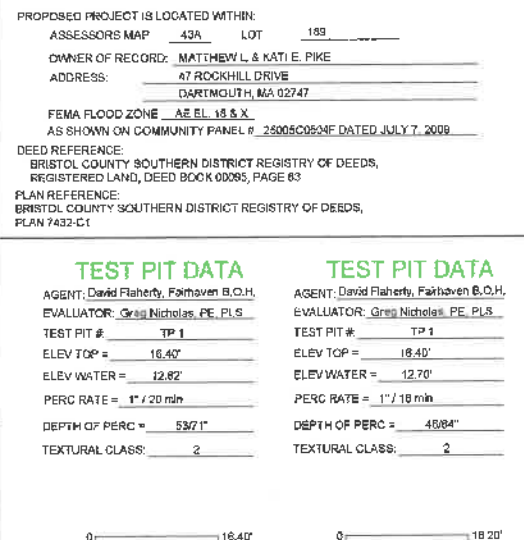 PROPOSED PROJECT IS LOCATED WITHIN:
ASSESSORS MAP 43A LOT 189
OWNER OF RECORD: MATTHEW L. & KATI E. PIKE
ADDRESS: 47 ROCKHILL DRIVE
DARTMOUTH, MA 02747
FEMA FLOOD ZONE AE EL. 18 & X
AS SHOWN ON COMMUNITY PANEL # 25005C0504F DATED JULY 7, 2009
DEED REFERENCE:
BRISTOL COUNTY SOUTHERN DISTRICT REGISTRY OF DEEDS,
REGISTERED LAND, DEED BOOK 00095, PAGE 63
PLAN REFERENCE:
BRISTOL COUNTY SOUTHERN DISTRICT REGISTRY OF DEEDS,
PLAN 7432-C1
TEST PIT DATA
AGENT: David Flaherty, Fairhaven B.O.H.
EVALUATOR: Greg Nicholas, PE, PLS
TEST PIT #: TP 1
ELEV TOP = 16.40'
ELEV WATER = 12.62'
PERC RATE = 1" / 20 min
DEPTH OF PERC = 53/71"
TEXTURAL CLASS: 2
0 16.40'
TEST PIT DATA
AGENT: David Flaherty, Fairhaven B.O.H.
EVALUATOR: Greg Nicholas, PE, PLS
TEST PIT #: TP 1
ELEV TOP = 16.40'
ELEV WATER = 12.70'
PERC RATE = 1" / 18 min
DEPTH OF PERC = 46/64"
TEXTURAL CLASS: 2
0 16.20'